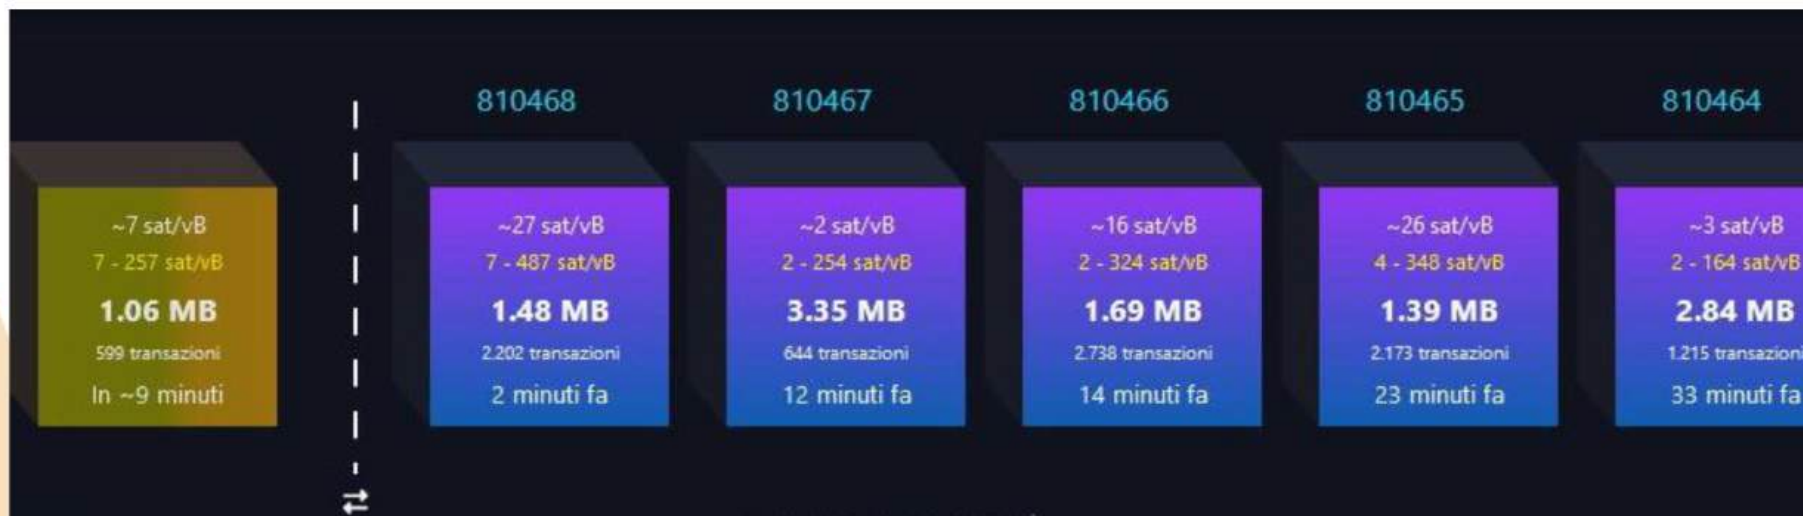 810468
810467
810466
810465
810464
~7 sat/vB
7 - 257 sat/vB
1.06 MB
599 transazioni
In ~9 minuti
~27 sat/vB
7 - 487 sat/vB
1.48 MB
2.202 transazioni
2 minuti fa
~2 sat/vB
2 - 254 sat/vB
3.35 MB
644 transazioni
12 minuti fa
~16 sat/vB
2 - 324 sat/vB
1.69 MB
2.738 transazioni
14 minuti fa
~26 sat/vB
4 - 348 sat/vB
1.39 MB
2.173 transazioni
23 minuti fa
~3 sat/vB
2 - 164 sat/vB
2.84 MB
1.215 transazioni
33 minuti fa